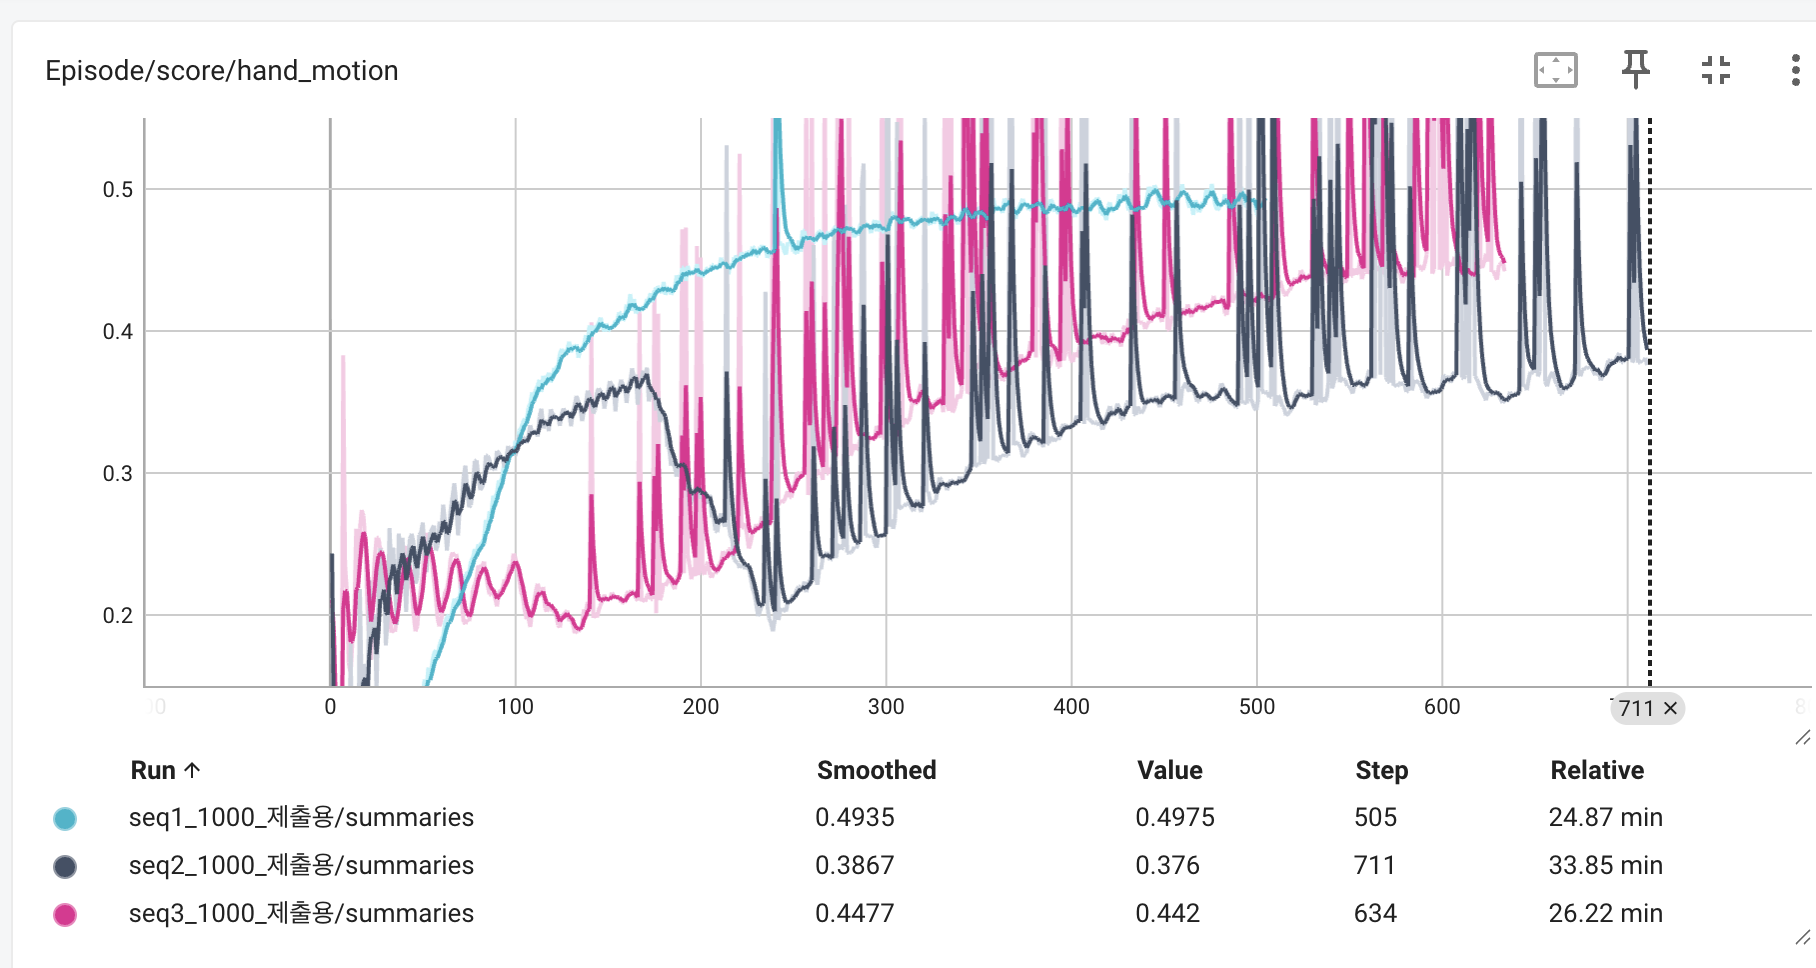 Episode/score/hand_motion
0.5
0.4
0.3
0.2
0 100 200 300 400 500 600 711 ✕
Run ↑ Smoothed Value Step Relative
seq1_1000_제출용/summaries 0.4935 0.4975 505 24.87 min
seq2_1000_제출용/summaries 0.3867 0.376 711 33.85 min
seq3_1000_제출용/summaries 0.4477 0.442 634 26.22 min